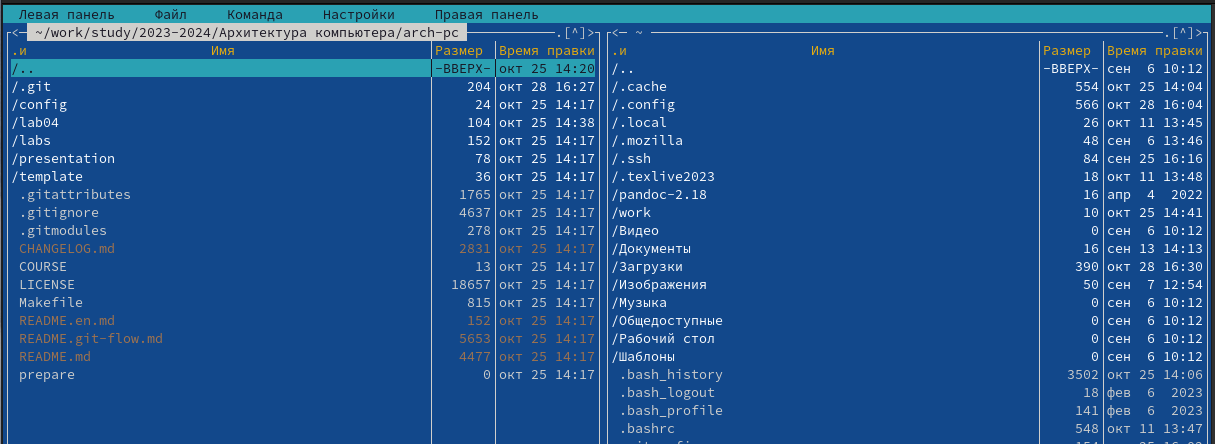 Левая панель Файл Команда Настройки Правая панель
<─ ~/work/study/2023-2024/Архитектура компьютера/arch-pc .[^]> <─ ~ .[^]>
.и Имя Размер Время правки .и Имя Размер Время правки
/.. -ВВЕРХ- окт 25 14:20 /.. -ВВЕРХ- сен 6 10:12
/.git 204 окт 28 16:27 /.cache 554 окт 25 14:04
/config 24 окт 25 14:17 /.config 566 окт 28 16:04
/lab04 104 окт 25 14:38 /.local 26 окт 11 13:45
/labs 152 окт 25 14:17 /.mozilla 48 сен 6 13:46
/presentation 78 окт 25 14:17 /.ssh 84 сен 25 16:16
/template 36 окт 25 14:17 /.texlive2023 18 окт 11 13:48
.gitattributes 1765 окт 25 14:17 /pandoc-2.18 16 апр 4 2022
.gitignore 4637 окт 25 14:17 /work 10 окт 25 14:41
.gitmodules 278 окт 25 14:17 /Видео 0 сен 6 10:12
CHANGELOG.md 2831 окт 25 14:17 /Документы 16 сен 13 14:13
COURSE 13 окт 25 14:17 /Загрузки 390 окт 28 16:30
LICENSE 18657 окт 25 14:17 /Изображения 50 сен 7 12:54
Makefile 815 окт 25 14:17 /Музыка 0 сен 6 10:12
README.en.md 152 окт 25 14:17 /Общедоступные 0 сен 6 10:12
README.git-flow.md 5653 окт 25 14:17 /Рабочий стол 0 сен 6 10:12
README.md 4477 окт 25 14:17 /Шаблоны 0 сен 6 10:12
prepare 0 окт 25 14:17 .bash_history 3502 окт 25 14:06
.bash_logout 18 фев 6 2023
.bash_profile 141 фев 6 2023
.bashrc 548 окт 11 13:47